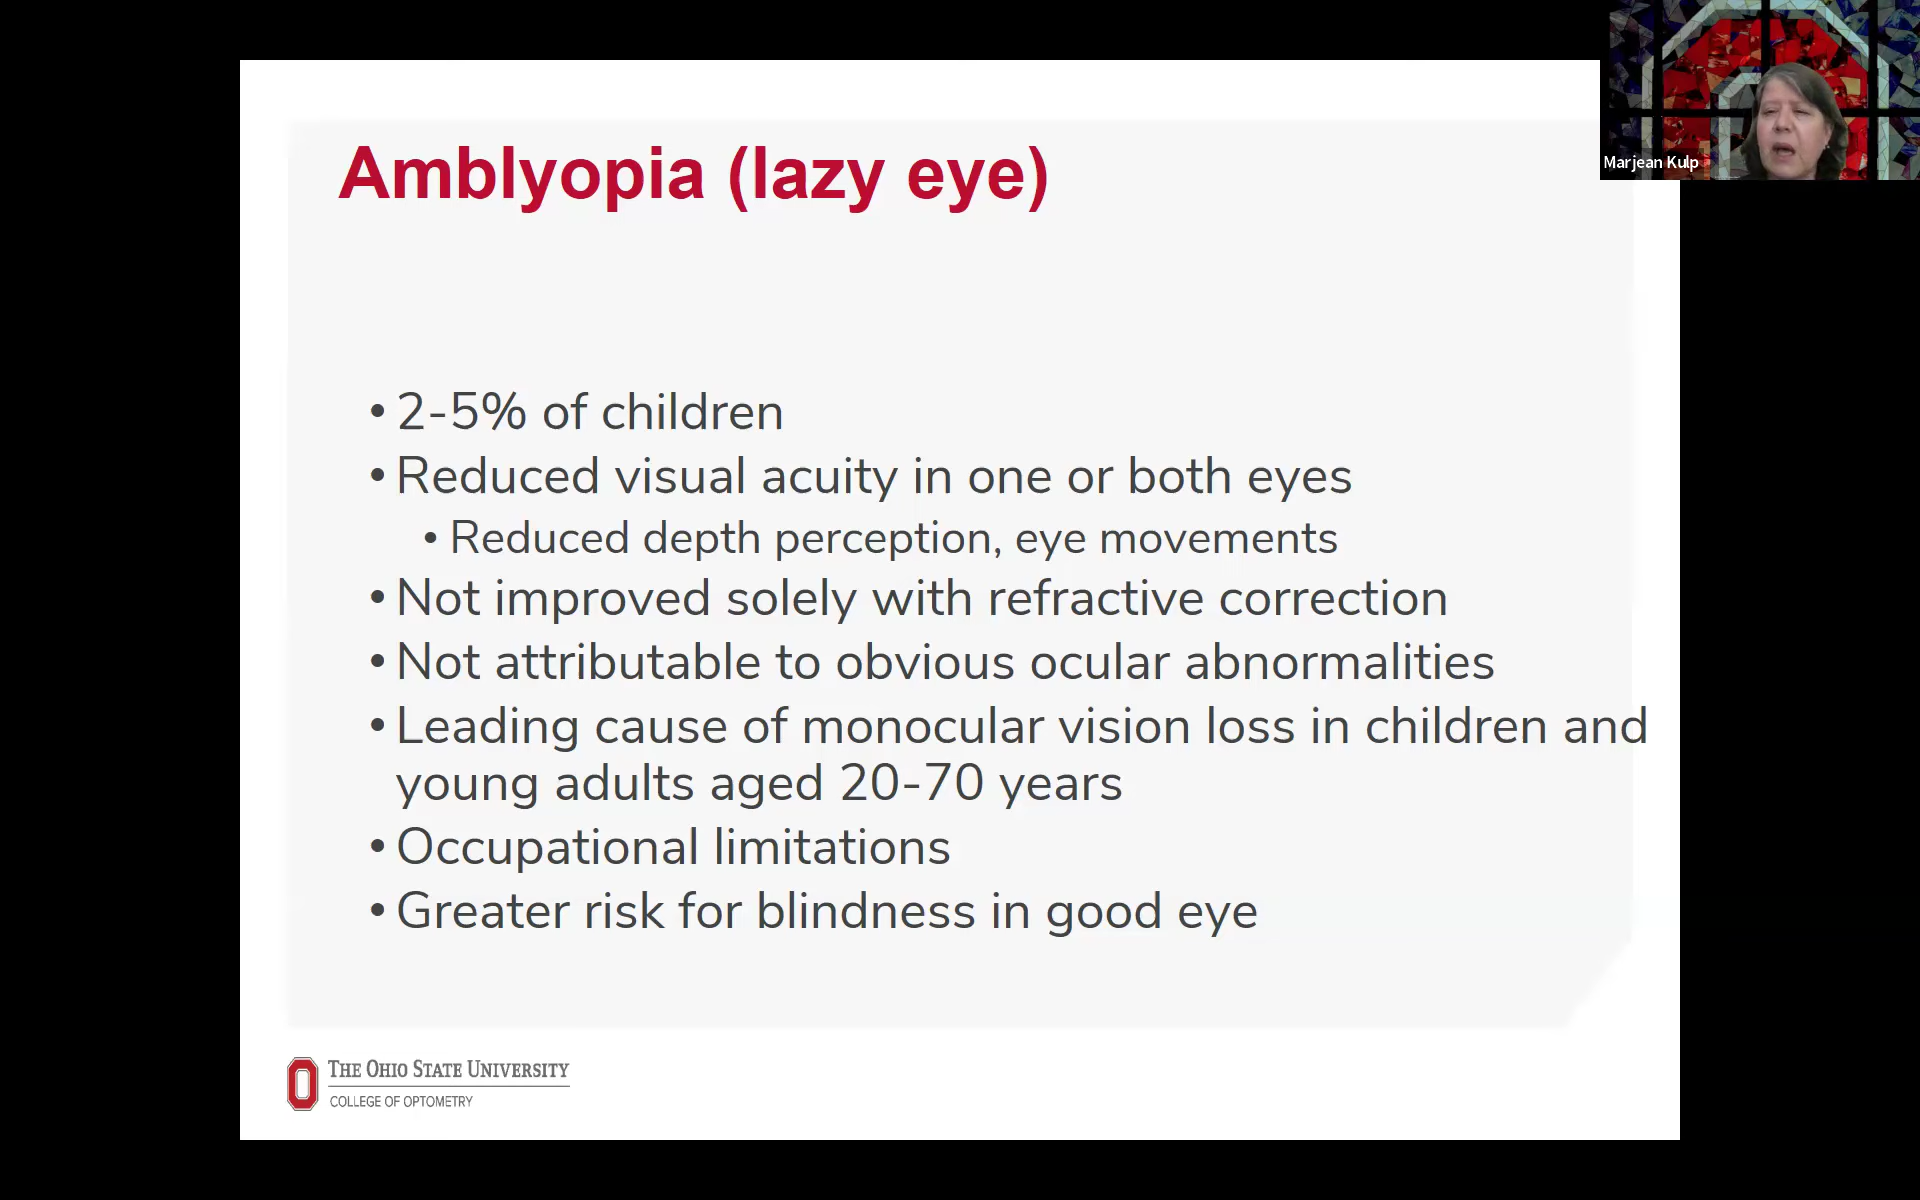 Marjean Kulp
Amblyopia (lazy eye)
• 2-5% of children
• Reduced visual acuity in one or both eyes
• Reduced depth perception, eye movements
• Not improved solely with refractive correction
• Not attributable to obvious ocular abnormalities
• Leading cause of monocular vision loss in children and
young adults aged 20-70 years
• Occupational limitations
• Greater risk for blindness in good eye
THE OHIO STATE UNIVERSITY
COLLEGE OF OPTOMETRY